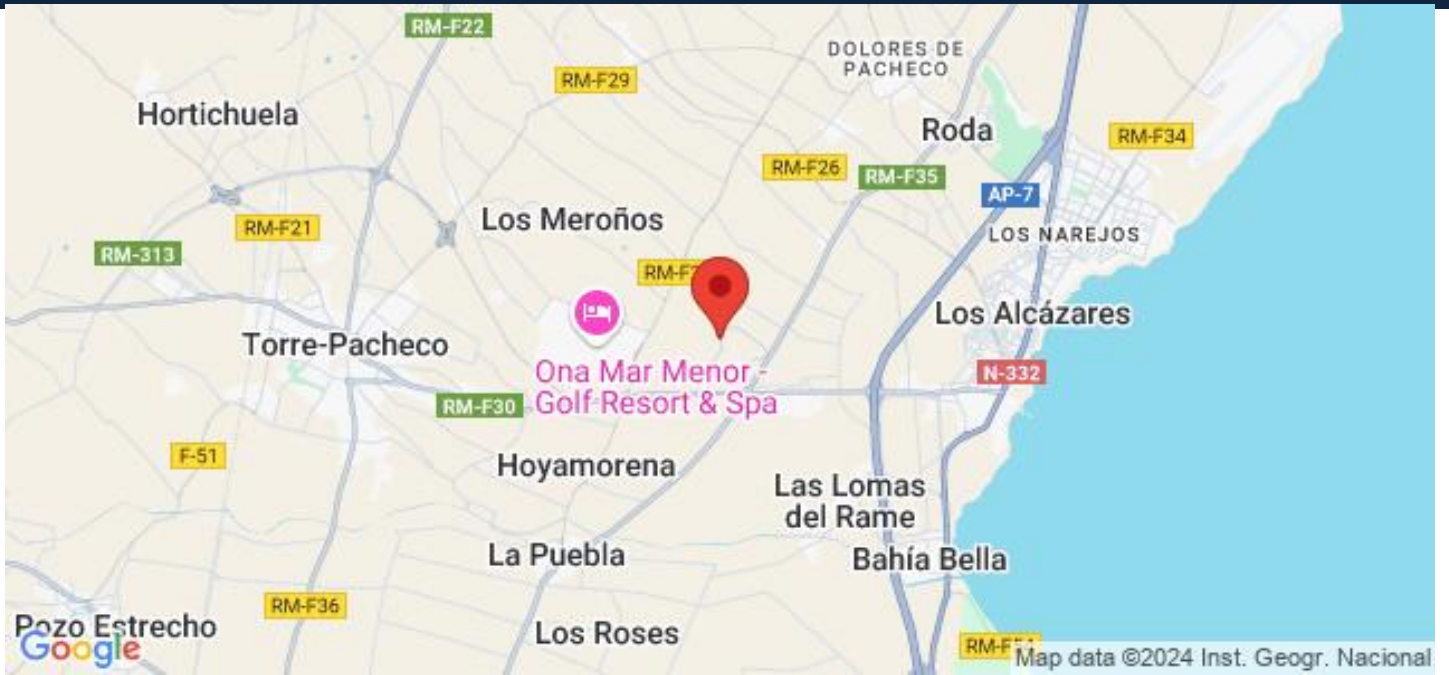 RM-F22
DOLORES DE
PACHECO
RM-F29
Hortichuela
Roda
RM-F34
RM-F26
RM-F35
AP-7
Los Meroños
RM-F21
LOS NAREJOS
RM-313
Los Alcázares
Torre-Pacheco
Ona Mar Menor -
Golf Resort & Spa
N-332
RM-F30
F-51
Hoyamorena
Las Lomas
del Rame
La Puebla
Bahía Bella
RM-F36
Pozo Estrecho
Los Roses
Google
Map data ©2024 Inst. Geogr. Nacional